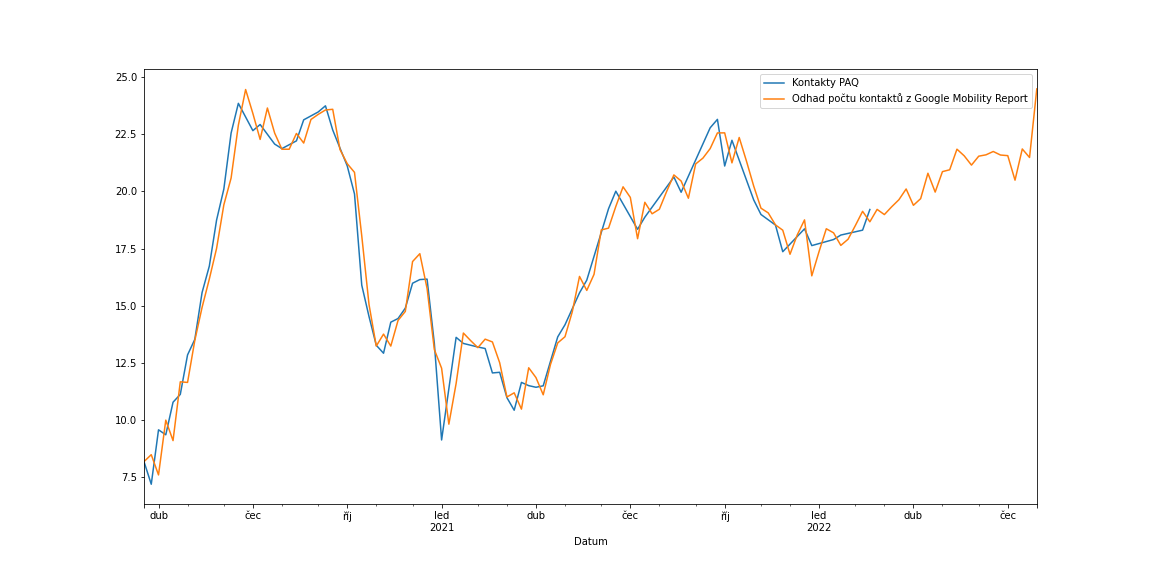 Kontakty PAQ
Odhad počtu kontaktů z Google Mobility Report
25.0
22.5
20.0
17.5
15.0
12.5
10.0
7.5
dub čec říj led dub čec říj led dub čec
2021 2022
Datum